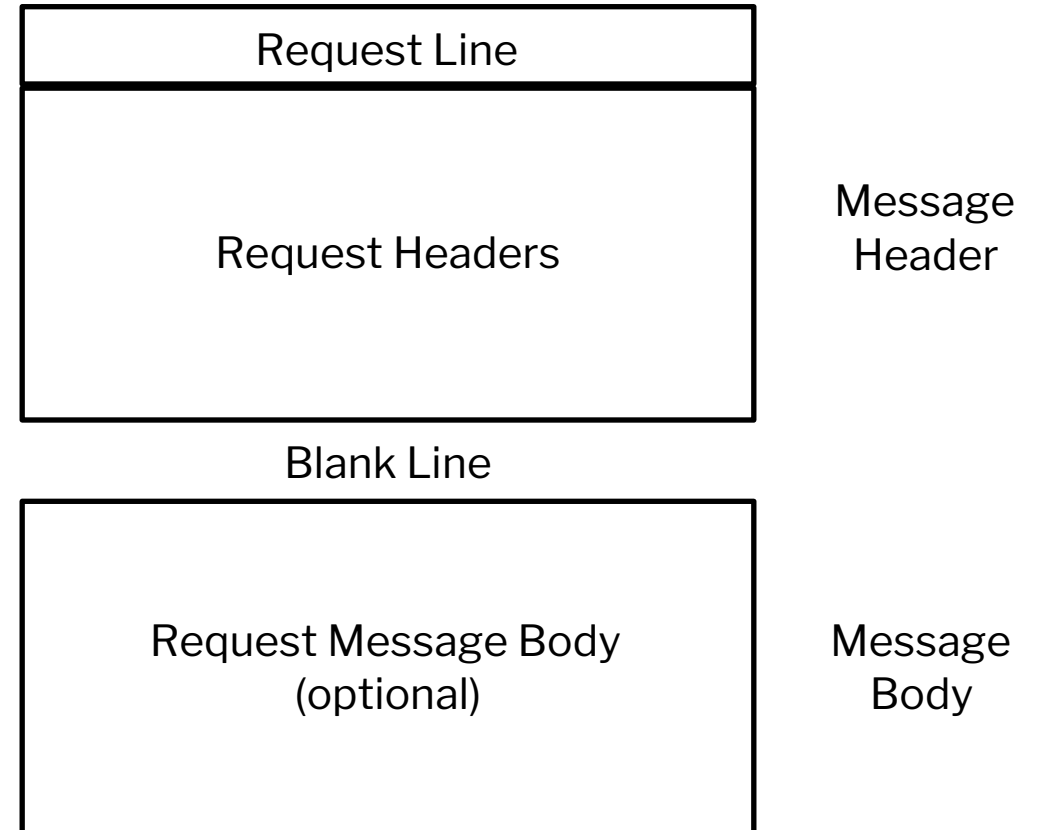 Request Line
Request Headers
Message
Header
Blank Line
Request Message Body
(optional)
Message
Body